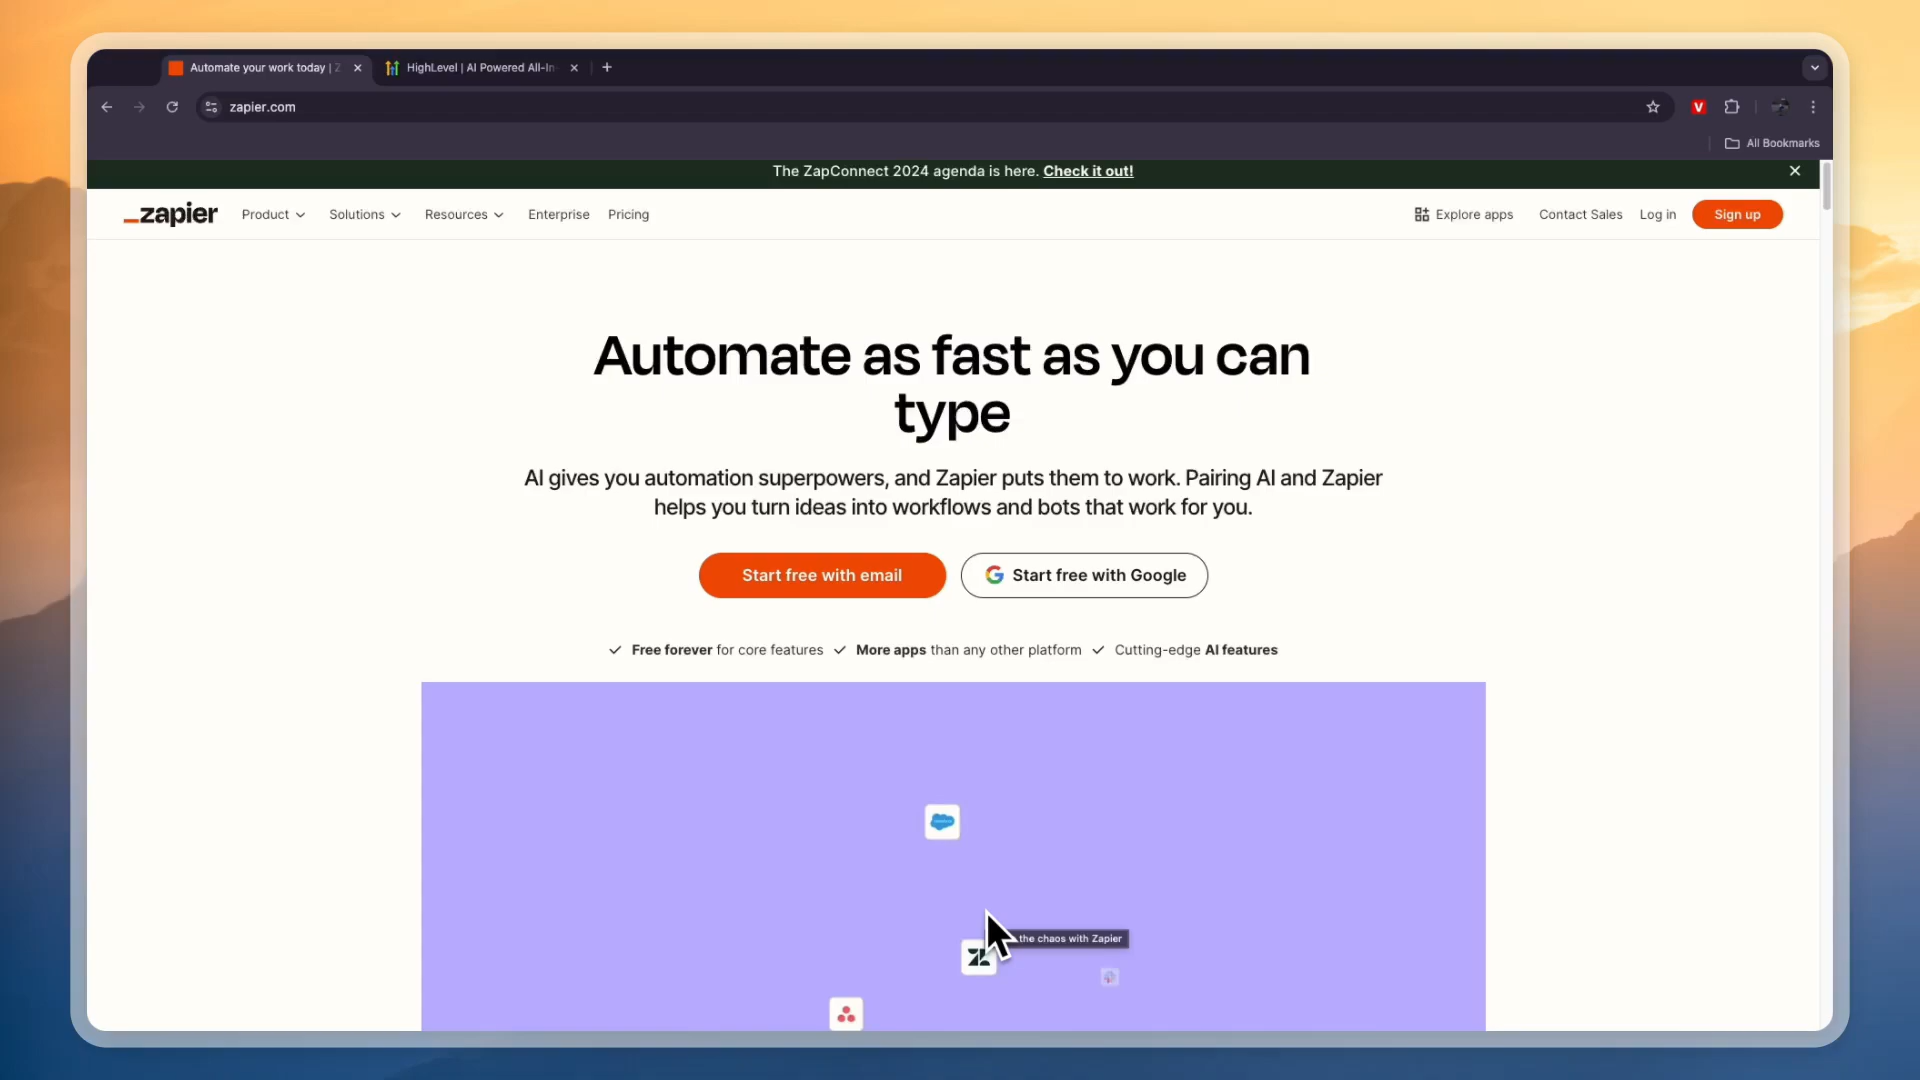 Automate your work today | Z
HighLevel | AI Powered All-In-
zapier.com
V
All Bookmarks
The ZapConnect 2024 agenda is here. Check it out!
_zapier
Product
Solutions
Resources
Enterprise
Pricing
Explore apps
Contact Sales
Log in
Sign up
Automate as fast as you can
type
AI gives you automation superpowers, and Zapier puts them to work. Pairing AI and Zapier
helps you turn ideas into workflows and bots that work for you.
Start free with email
Start free with Google
Free forever for core features
More apps than any other platform
Cutting-edge AI features
the chaos with Zapier